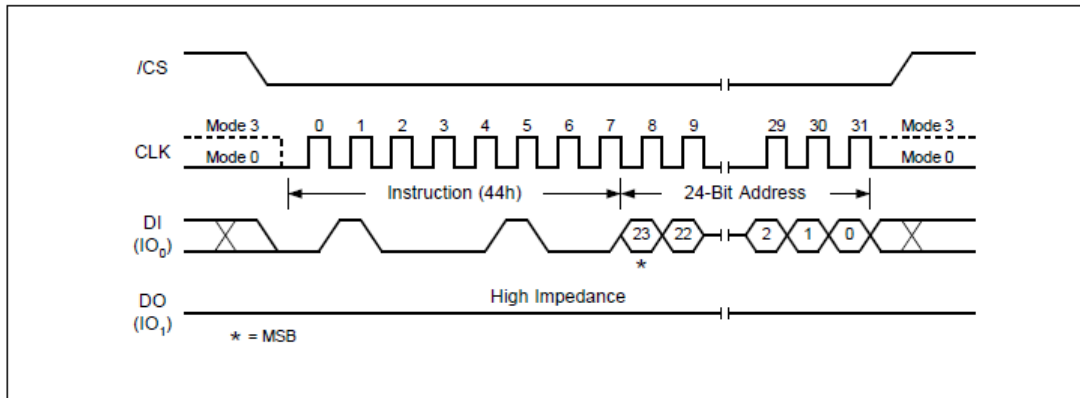 /CS
Mode 3 0 1 2 3 4 5 6 7 8 9 29 30 31 Mode 3
CLK
Mode 0 Mode 0
Instruction (44h) 24-Bit Address
DI
(IO0) 23 22 2 1 0
*
High Impedance
DO
(IO1)
* = MSB